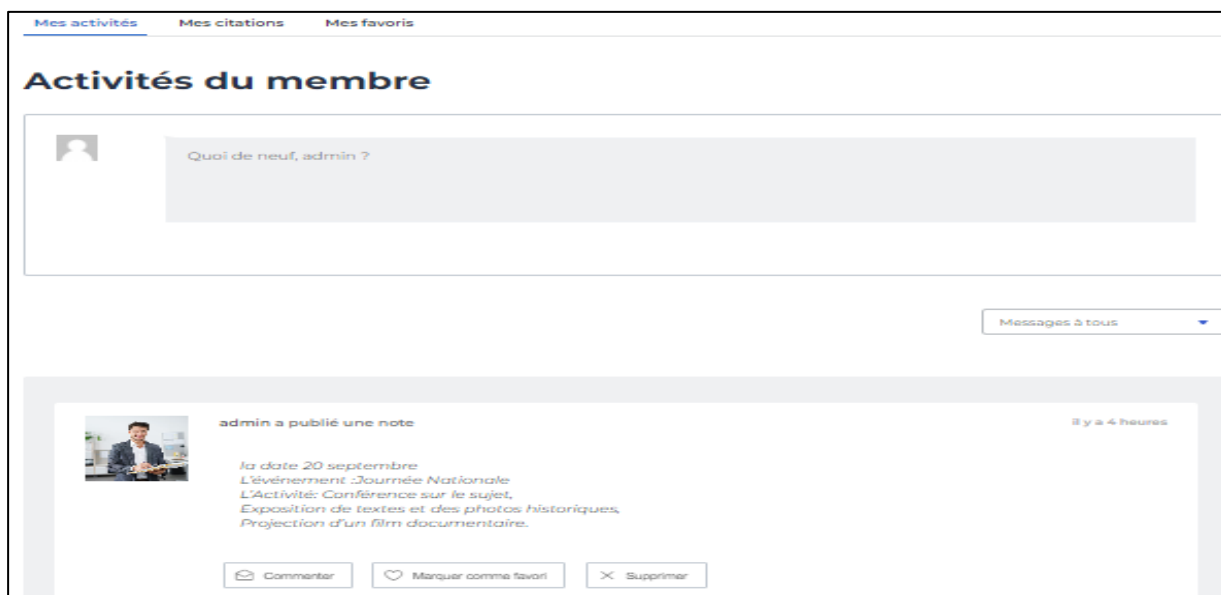 Mes activités Mes citations Mes favoris
Activités du membre
Quoi de neuf, admin ?
Messages à tous
admin a publié une note il y a 4 heures
la date 20 septembre
L'événement :Journée Nationale
L'Activité: Conférence sur le sujet,
Exposition de textes et des photos historiques,
Projection d'un film documentaire.
Commenter Marquer comme favori Supprimer